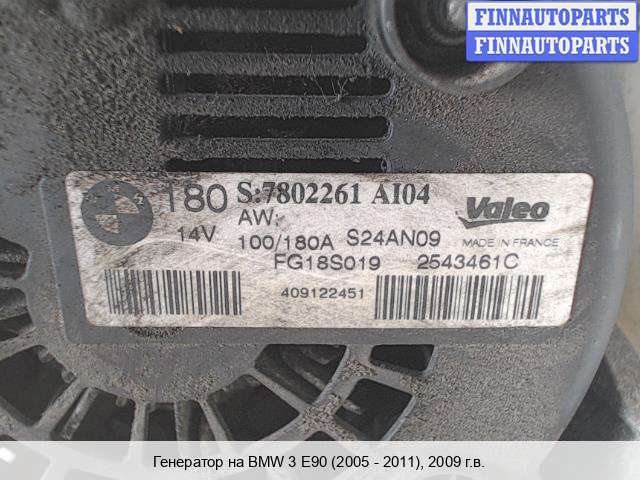 FINNAUTOPARTS
FINNAUTOPARTS
180 S:7802261 AI04
AW:
Valeo
14V 100/180A S24AN09 MADE IN FRANCE
FG18S019 2543461C
409122451
Генератор на BMW 3 E90 (2005 - 2011), 2009 г.в.